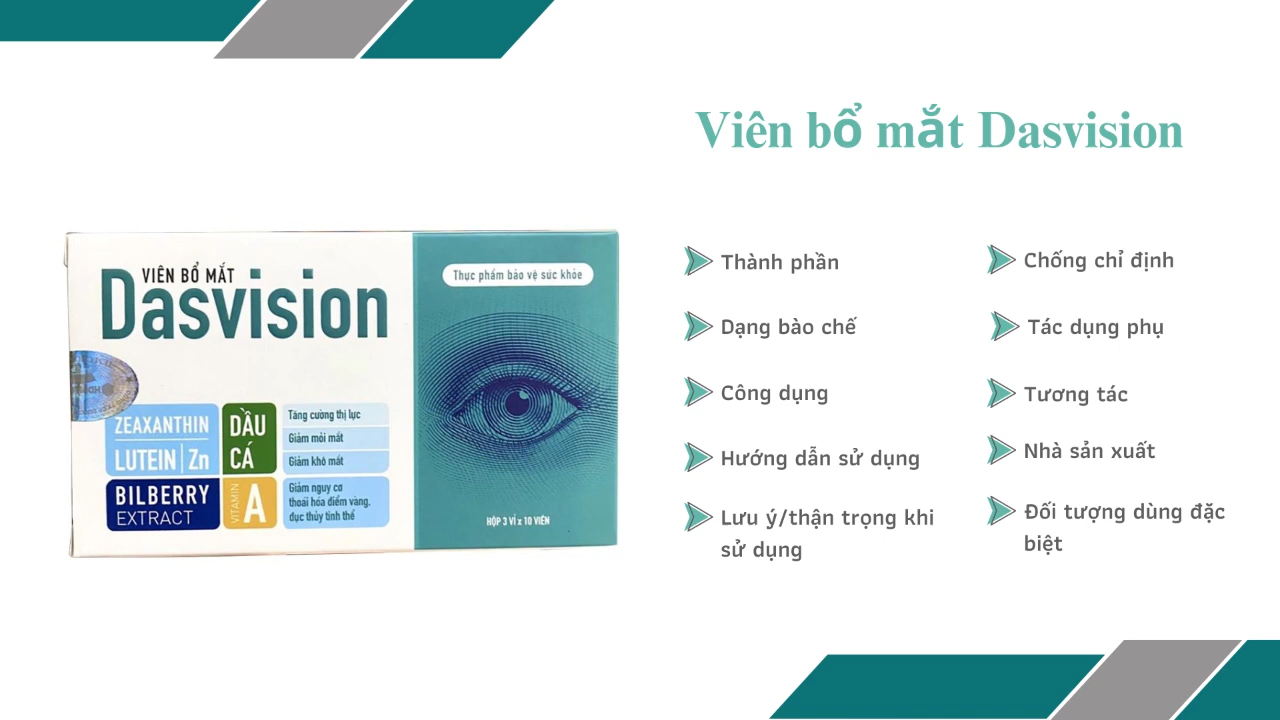 Viên bổ mắt Dasvision
VIÊN BỔ MẮT
Dasvision
Thực phẩm bảo vệ sức khỏe
ZEAXANTHIN
LUTEIN | Zn
DẦU
CÁ
BILBERRY
EXTRACT
VITAMIN
A
Tăng cường thị lực
Giảm mỏi mắt
Giảm khô mắt
Giảm nguy cơ
thoái hóa điểm vàng,
đục thủy tinh thể
HỘP 3 VỈ x 10 VIÊN
Thành phần
Dạng bào chế
Công dụng
Hướng dẫn sử dụng
Lưu ý/thận trọng khi
sử dụng
Chống chỉ định
Tác dụng phụ
Tương tác
Nhà sản xuất
Đối tượng dùng đặc
biệt